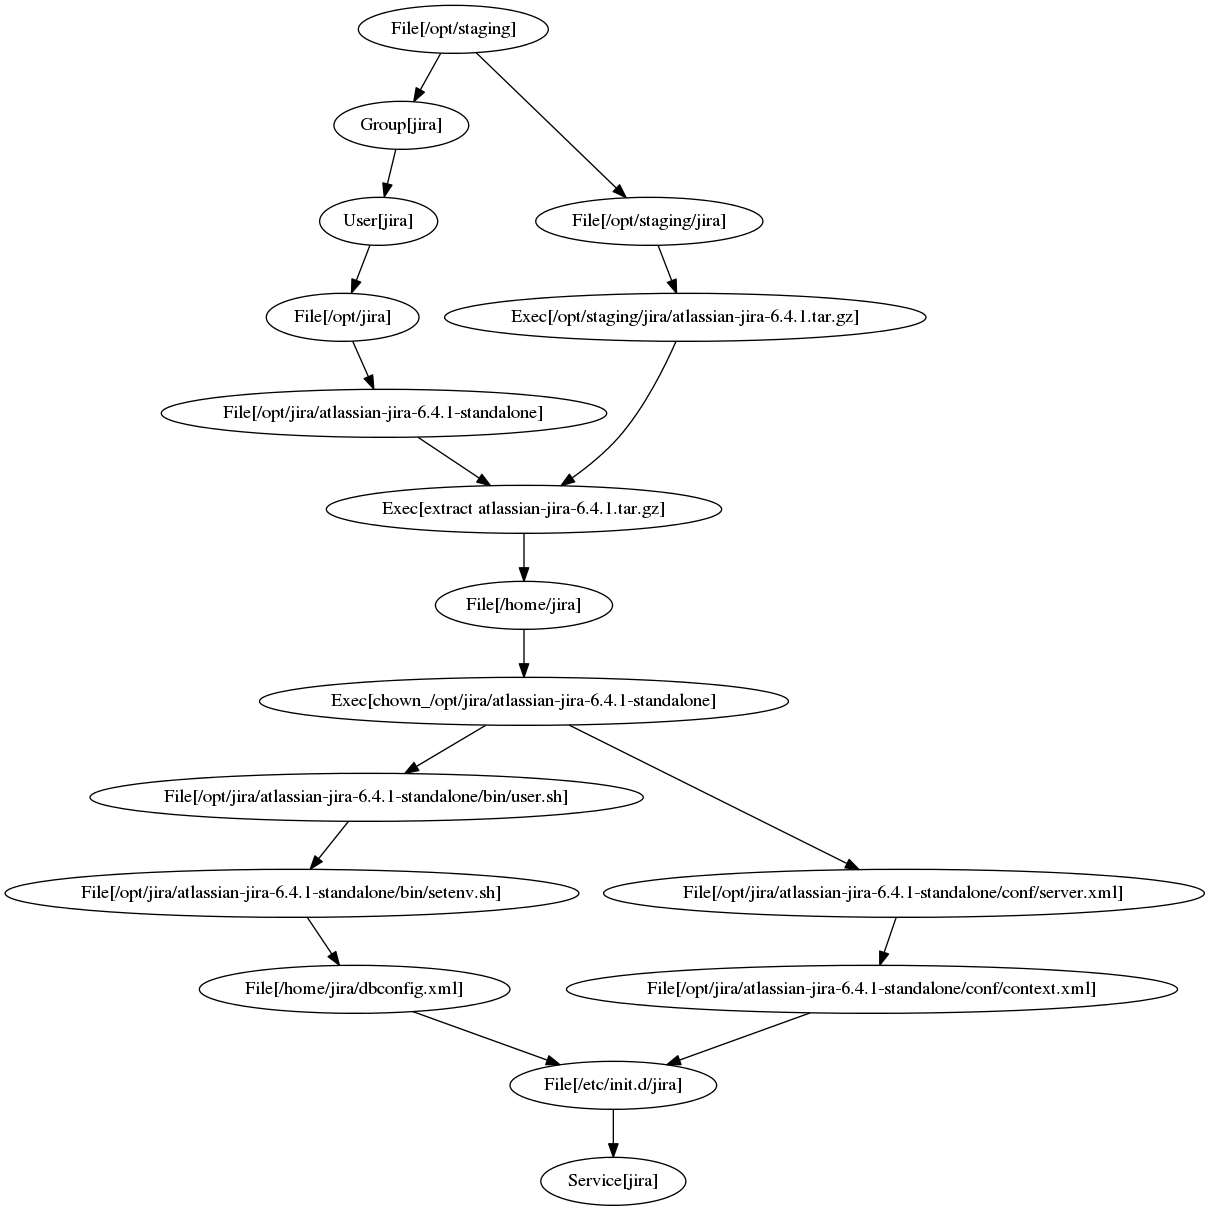 File[/opt/staging]
Group[jira]
User[jira]
File[/opt/staging/jira]
File[/opt/jira]
Exec[/opt/staging/jira/atlassian-jira-6.4.1.tar.gz]
File[/opt/jira/atlassian-jira-6.4.1-standalone]
Exec[extract atlassian-jira-6.4.1.tar.gz]
File[/home/jira]
Exec[chown_/opt/jira/atlassian-jira-6.4.1-standalone]
File[/opt/jira/atlassian-jira-6.4.1-standalone/bin/user.sh]
File[/opt/jira/atlassian-jira-6.4.1-standalone/bin/setenv.sh]
File[/opt/jira/atlassian-jira-6.4.1-standalone/conf/server.xml]
File[/home/jira/dbconfig.xml]
File[/opt/jira/atlassian-jira-6.4.1-standalone/conf/context.xml]
File[/etc/init.d/jira]
Service[jira]